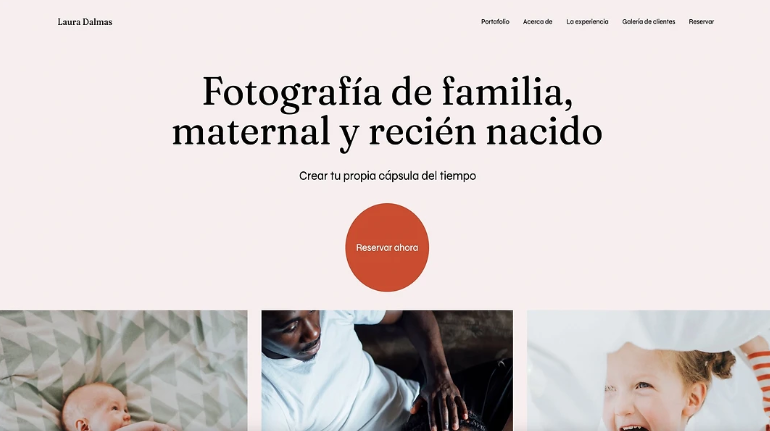 Laura Dalmas
Portafolio Acerca de La experiencia Galería de clientes Reservar
Fotografía de familia,
maternal y recién nacido
Crear tu propia cápsula del tiempo
Reservar ahora